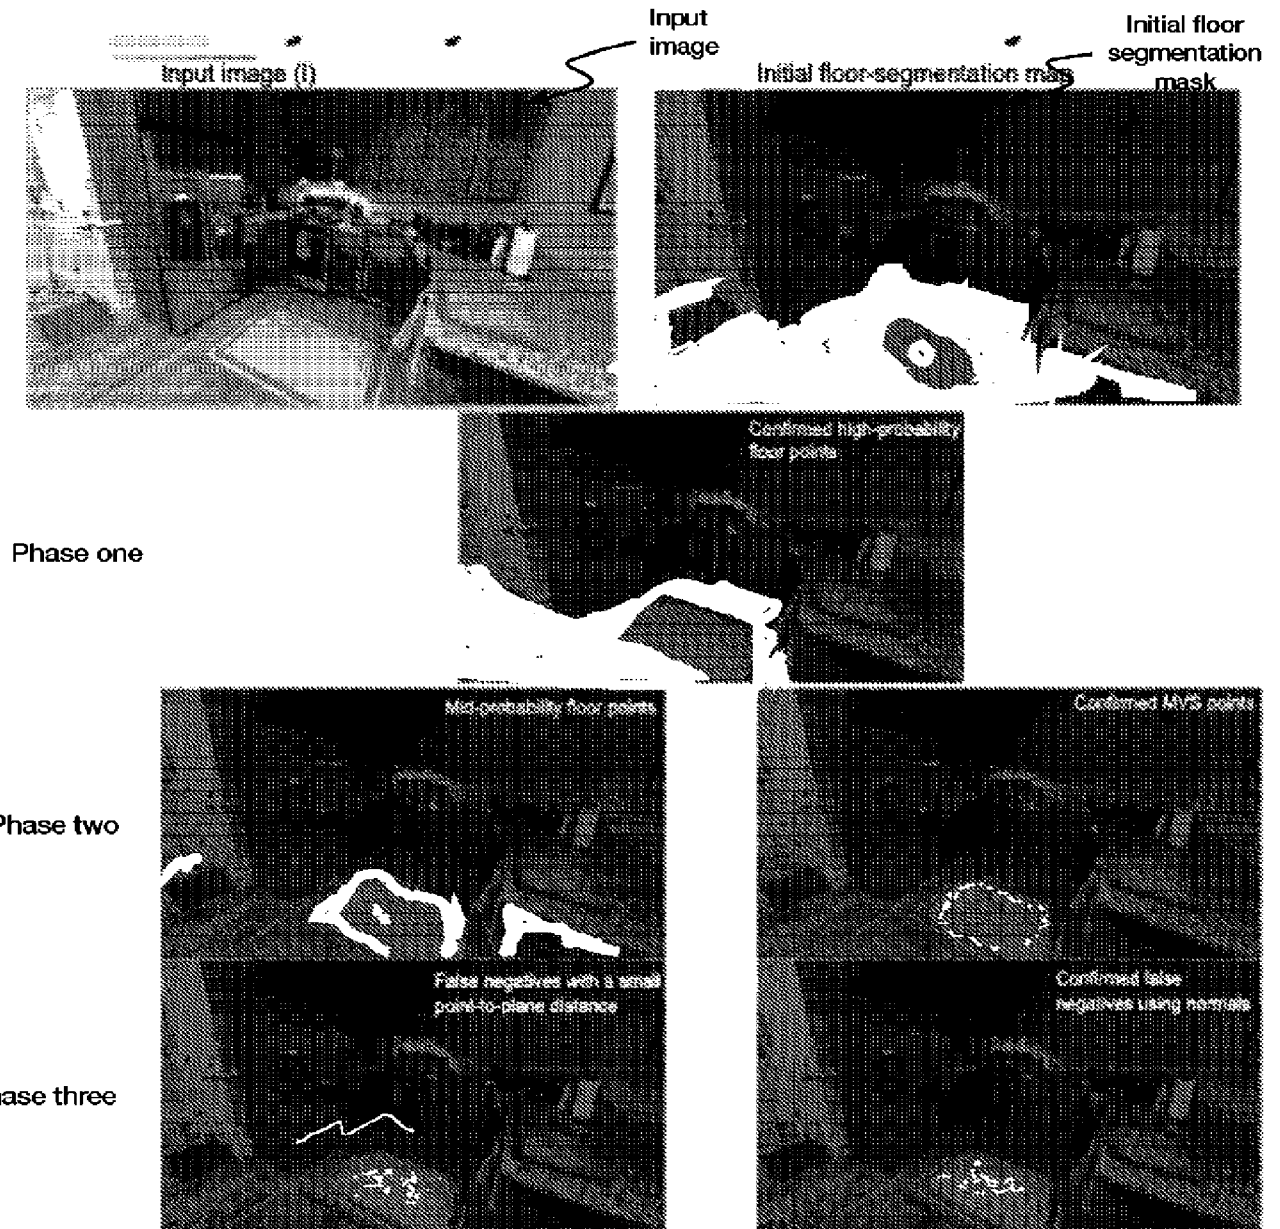 Input
image
Initial floor
segmentation
mask
Input image (I)
Initial floor-segmentation map
Confirmed high-probability
floor points
Phase one
Mid-probability floor points
Confirmed MVS points
Phase two
False negatives with a small
point-to-plane distance
Confirmed false
negatives using normals
hase three